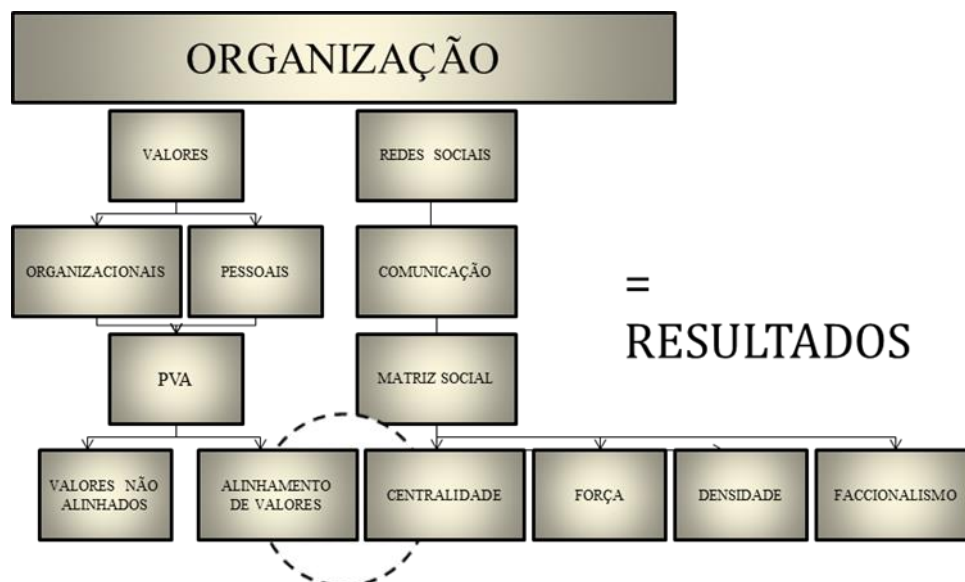 ORGANIZAÇÃO
VALORES
REDES SOCIAIS
ORGANIZACIONAIS
PESSOAIS
COMUNICAÇÃO
=
RESULTADOS
PVA
MATRIZ SOCIAL
VALORES NÃO
ALINHADOS
ALINHAMENTO
DE VALORES
CENTRALIDADE
FORÇA
DENSIDADE
FACCIONALISMO